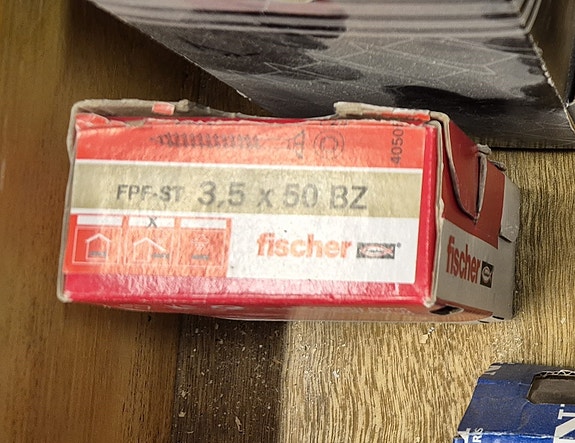 FPF-ST 3,5 x 50 BZ
X
fischer
4050
fischer